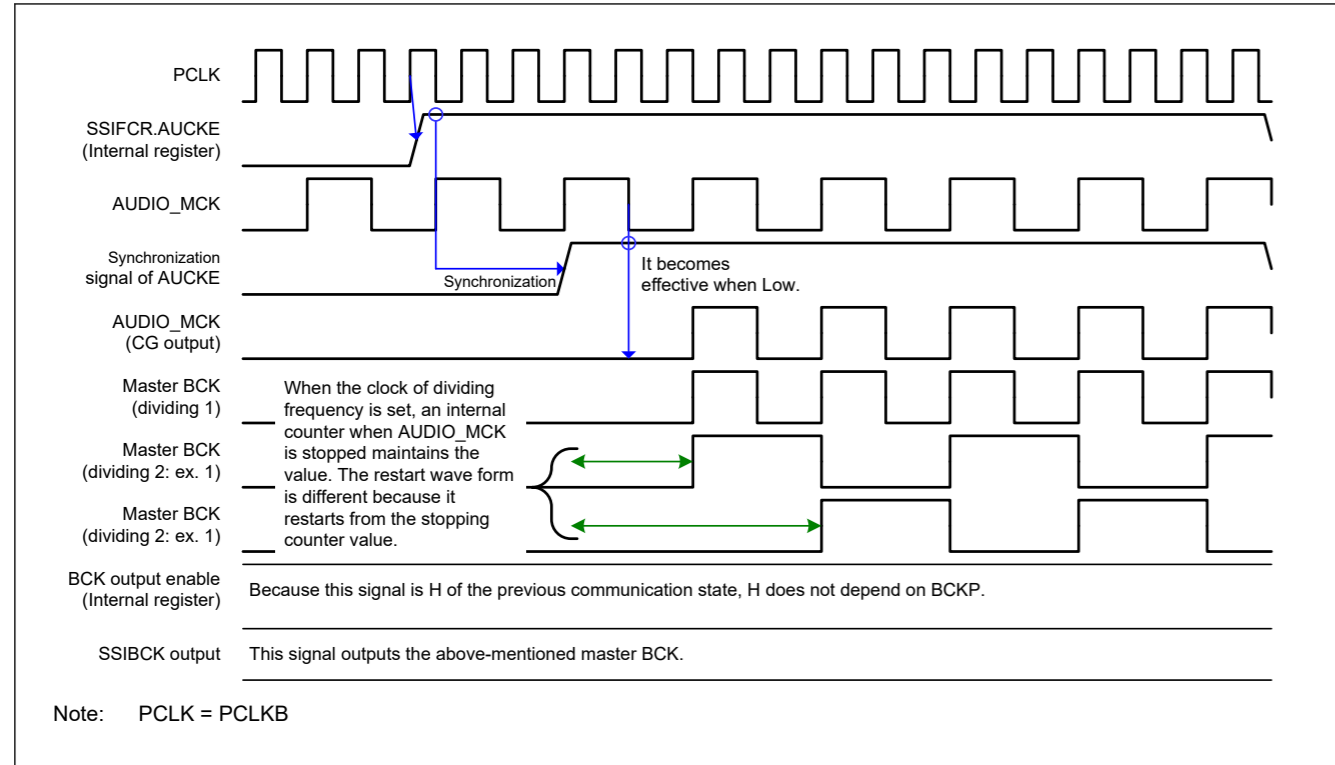 PCLK
SSIFCR.AUCKE
(Internal register)
AUDIO_MCK
Synchronization
signal of AUCKE
Synchronization
It becomes
effective when Low.
AUDIO_MCK
(CG output)
Master BCK
(dividing 1)
When the clock of dividing
frequency is set, an internal
counter when AUDIO_MCK
is stopped maintains the
value. The restart wave form
is different because it
restarts from the stopping
counter value.
Master BCK
(dividing 2: ex. 1)
Master BCK
(dividing 2: ex. 1)
BCK output enable
(Internal register)
Because this signal is H of the previous communication state, H does not depend on BCKP.
SSIBCK output
This signal outputs the above-mentioned master BCK.
Note: PCLK = PCLKB